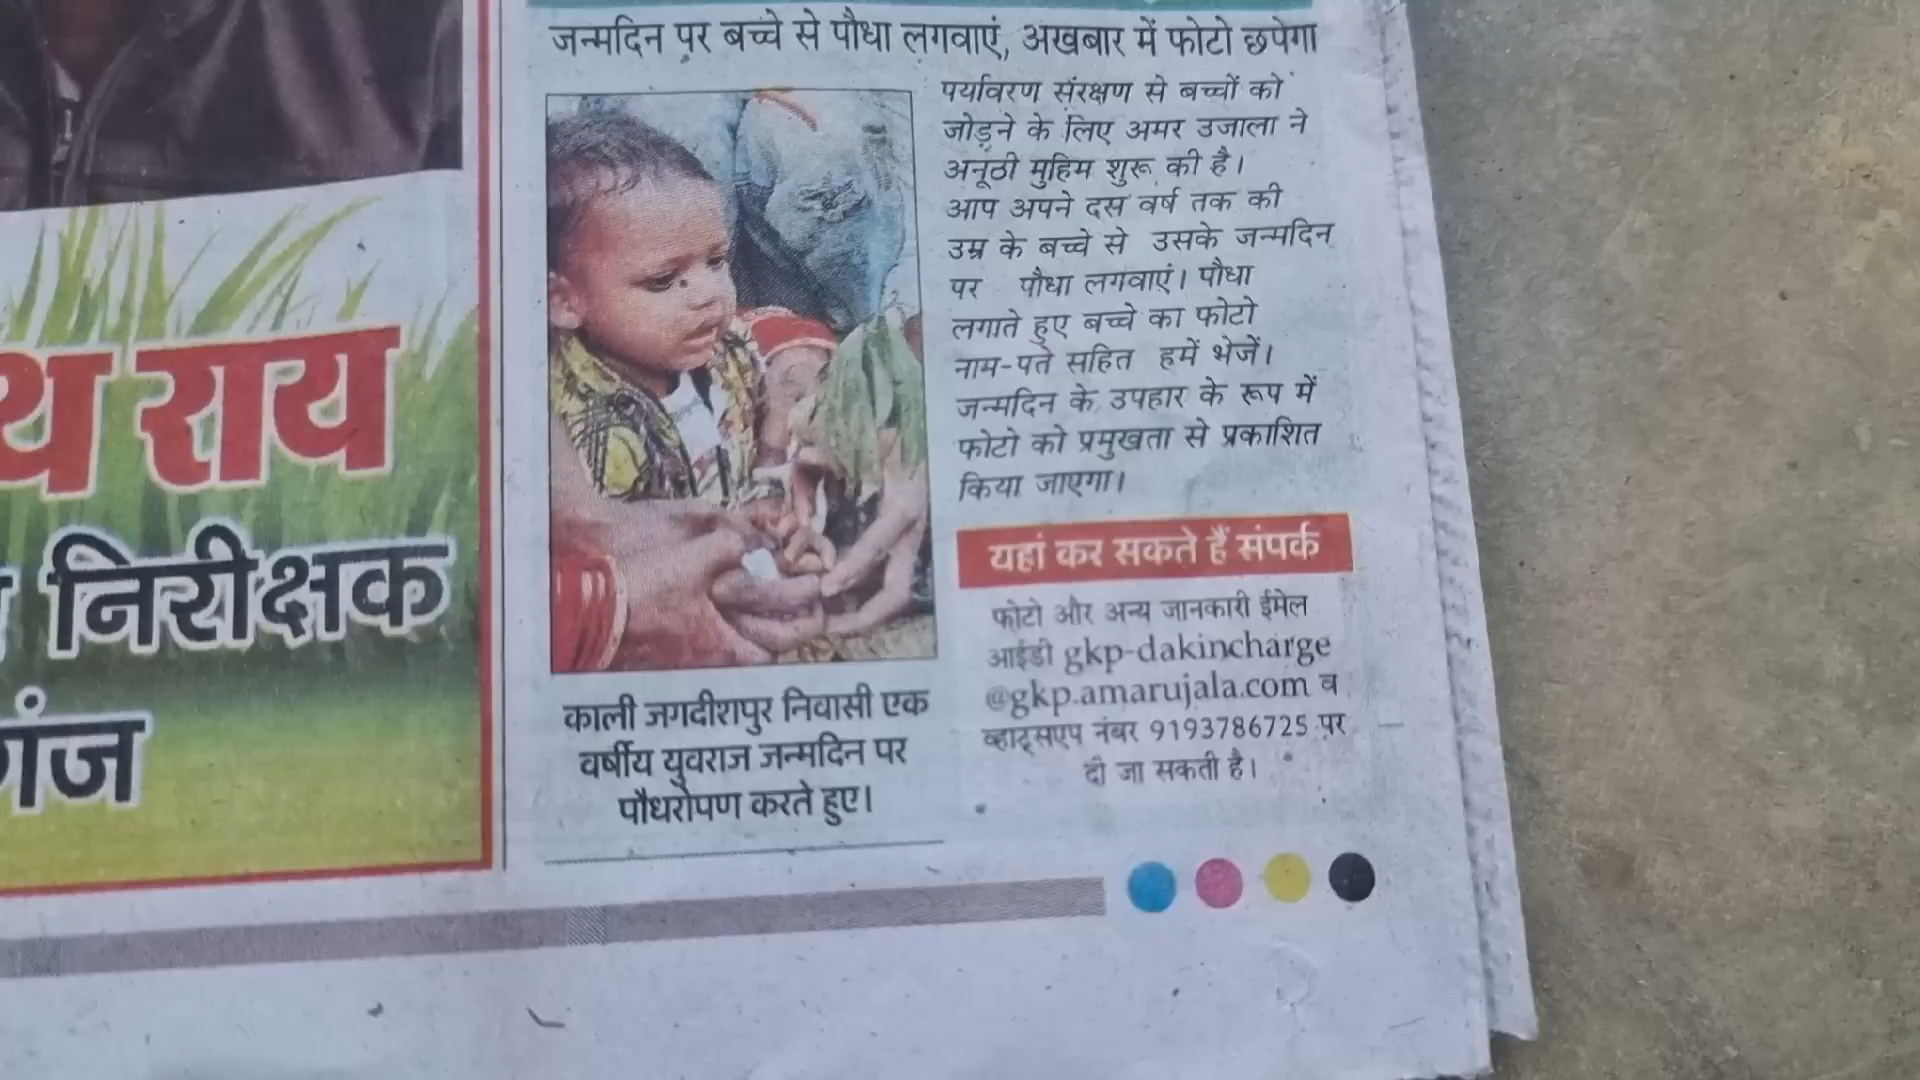 थ राय
निरीक्षक
गंज
जन्मदिन पर बच्चे से पौधा लगवाएं, अखबार में फोटो छपेगा
पर्यावरण संरक्षण से बच्चों को
जोड़ने के लिए अमर उजाला ने
अनूठी मुहिम शुरू की है।
आप अपने दस वर्ष तक की
उम्र के बच्चे से उसके जन्मदिन
पर पौधा लगवाएं। पौधा
लगाते हुए बच्चे का फोटो
नाम-पते सहित हमें भेजें।
जन्मदिन के उपहार के रूप में
फोटो को प्रमुखता से प्रकाशित
किया जाएगा।
यहां कर सकते हैं संपर्क
फोटो और अन्य जानकारी ईमेल
आईडी gkp-dakincharge
@gkp.amarujala.com व
व्हाट्सएप नंबर 9193786725 पर
दी जा सकती है।
काली जगदीशपुर निवासी एक
वर्षीय युवराज जन्मदिन पर
पौधरोपण करते हुए।